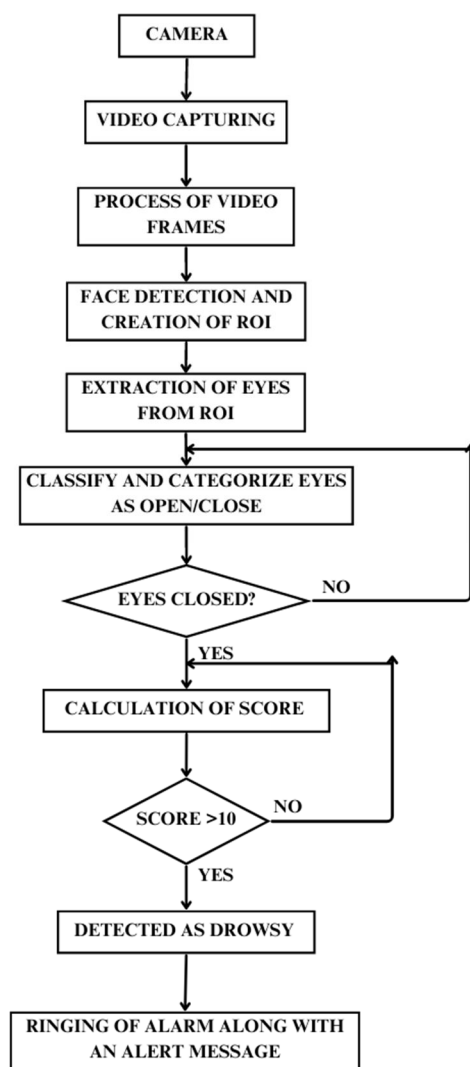 CAMERA
VIDEO CAPTURING
PROCESS OF VIDEO
FRAMES
FACE DETECTION AND
CREATION OF ROI
EXTRACTION OF EYES
FROM ROI
CLASSIFY AND CATEGORIZE EYES
AS OPEN/CLOSE
EYES CLOSED?
NO
YES
CALCULATION OF SCORE
SCORE >10
NO
YES
DETECTED AS DROWSY
RINGING OF ALARM ALONG WITH
AN ALERT MESSAGE